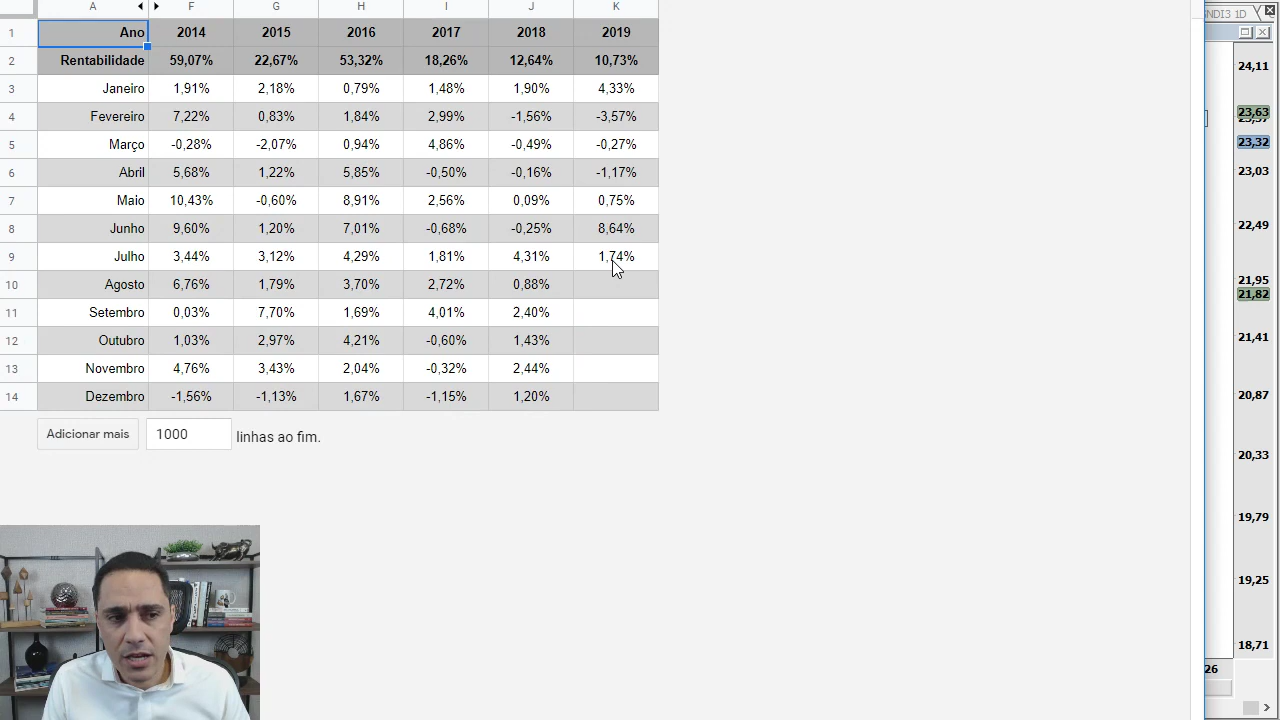 A F G H I J K
1 Ano 2014 2015 2016 2017 2018 2019
2 Rentabilidade 59,07% 22,67% 53,32% 18,26% 12,64% 10,73%
3 Janeiro 1,91% 2,18% 0,79% 1,48% 1,90% 4,33%
4 Fevereiro 7,22% 0,83% 1,84% 2,99% -1,56% -3,57%
5 Março -0,28% -2,07% 0,94% 4,86% -0,49% -0,27%
6 Abril 5,68% 1,22% 5,85% -0,50% -0,16% -1,17%
7 Maio 10,43% -0,60% 8,91% 2,56% 0,09% 0,75%
8 Junho 9,60% 1,20% 7,01% -0,68% -0,25% 8,64%
9 Julho 3,44% 3,12% 4,29% 1,81% 4,31% 1,74%
10 Agosto 6,76% 1,79% 3,70% 2,72% 0,88%
11 Setembro 0,03% 7,70% 1,69% 4,01% 2,40%
12 Outubro 1,03% 2,97% 4,21% -0,60% 1,43%
13 Novembro 4,76% 3,43% 2,04% -0,32% 2,44%
14 Dezembro -1,56% -1,13% 1,67% -1,15% 1,20%
Adicionar mais 1000 linhas ao fim.
NDI3 1D
24,11
23,63
23,32
23,03
22,49
21,95
21,82
21,41
20,87
20,33
19,79
19,25
18,71
26